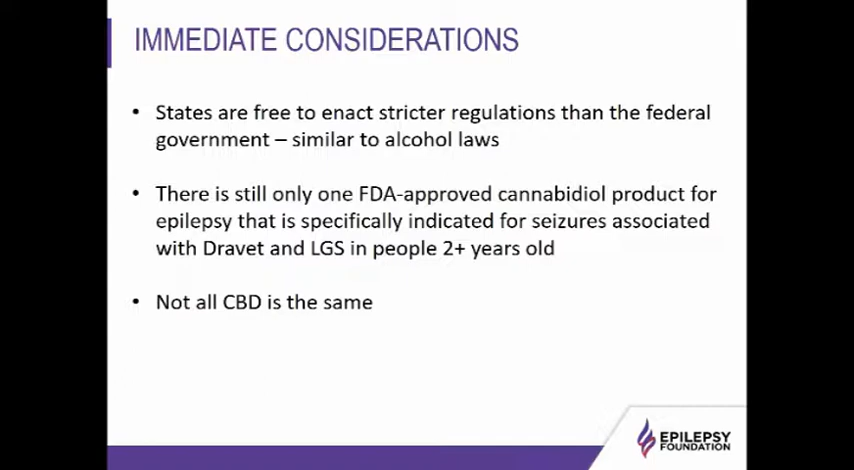 IMMEDIATE CONSIDERATIONS
• States are free to enact stricter regulations than the federal
government – similar to alcohol laws
• There is still only one FDA-approved cannabidiol product for
epilepsy that is specifically indicated for seizures associated
with Dravet and LGS in people 2+ years old
• Not all CBD is the same
EPILEPSY
FOUNDATION